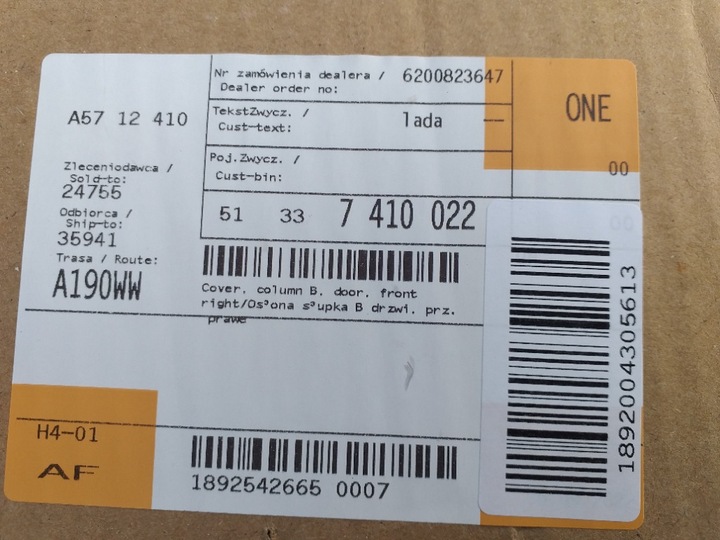 Nr zamówienia dealera / 6200823647
Dealer order no:
ONE
A57 12 410
TekstZwycz. /
Cust-text:
lada
00
Poj.Zwycz. /
Cust-bin:
Zleceniodawca /
Sold-to:
24755
Odbiorca /
Ship-to:
35941
51 33 7 410 022
00
Trasa / Route:
A190WW
Cover. column B. door. front
right/Os³ona s³upka B drzwi. prz.
prawe
1892004305613
H4-01
AF
1892542665 0007